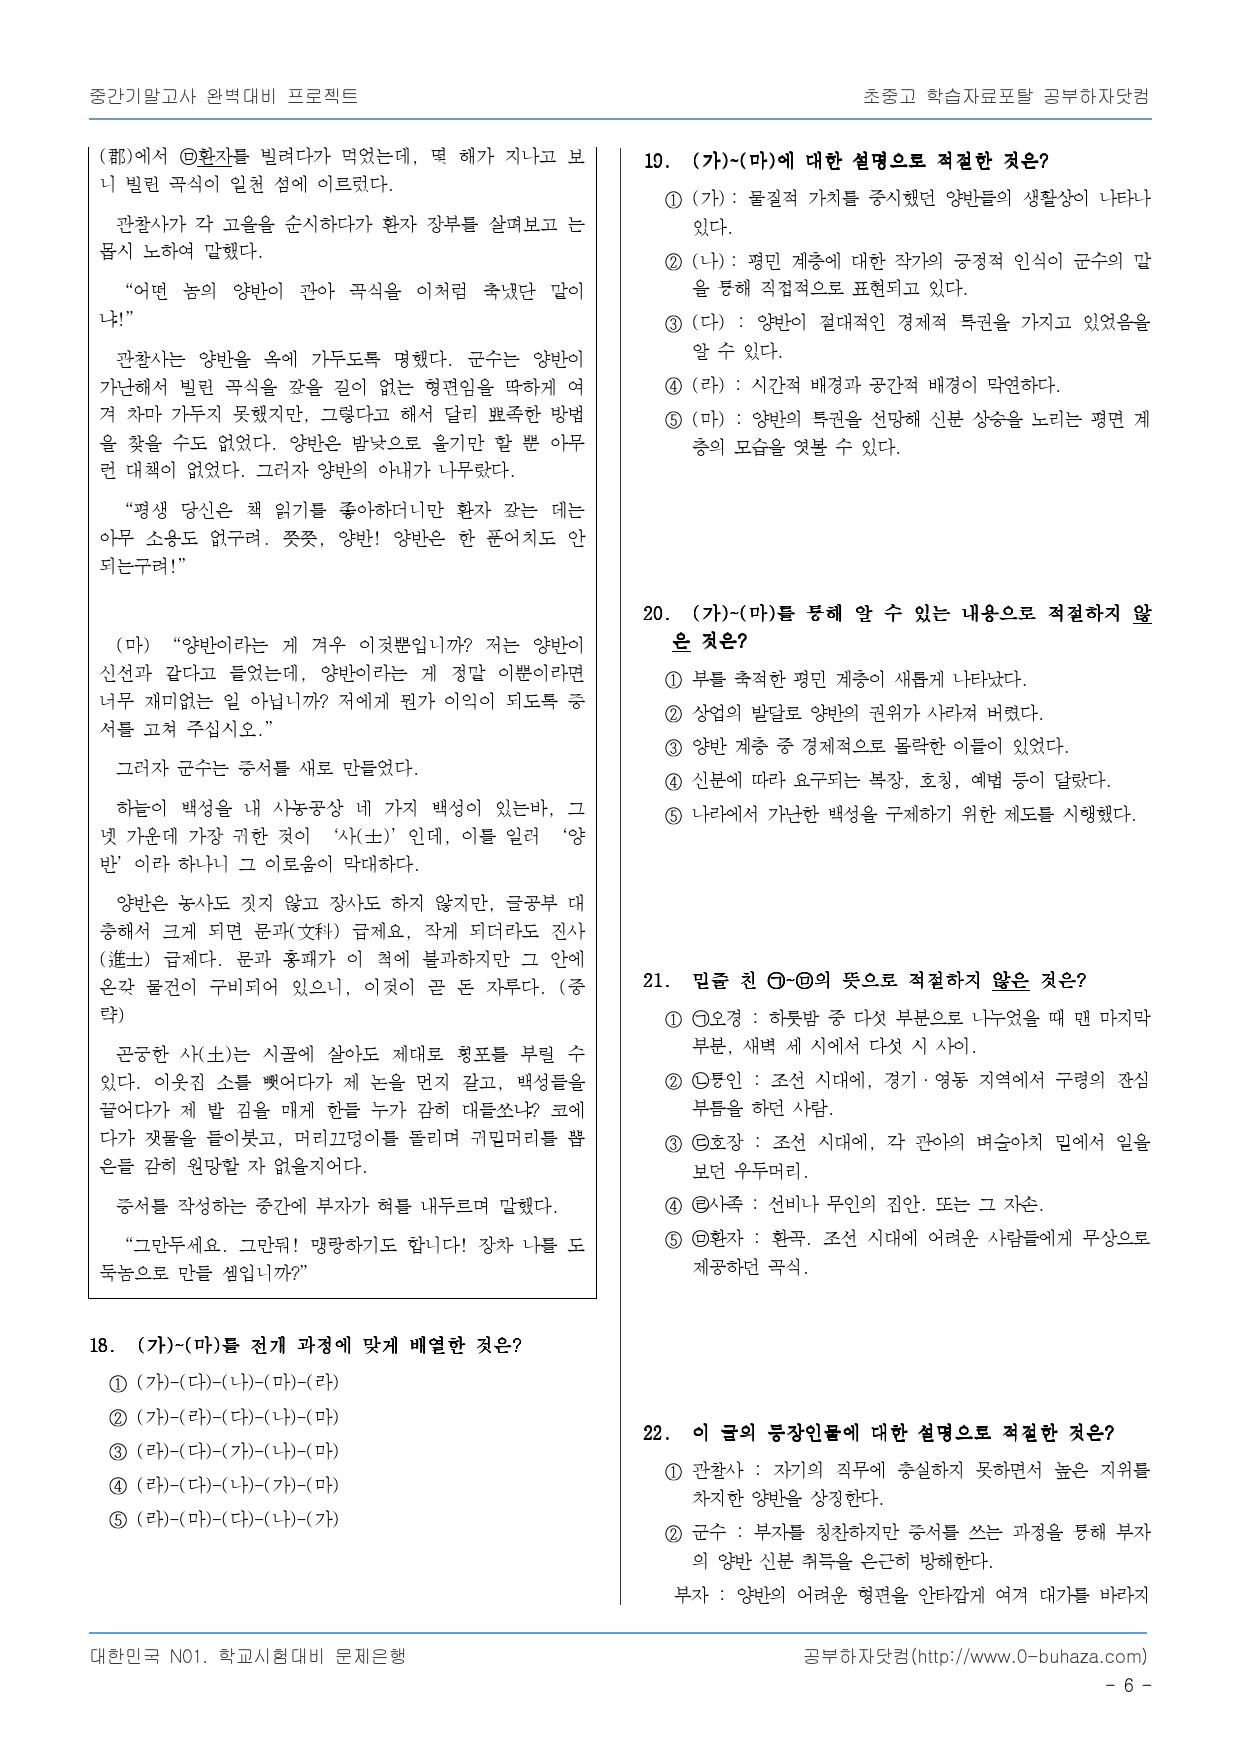 중간기말고사 완벽대비 프로젝트
초중고 학습자료포탈 공부하자닷컴
(郡)에서 ㉤환자를 빌려다가 먹었는데, 몇 해가 지나고 보
니 빌린 곡식이 일천 섬에 이르렀다.
관찰사가 각 고을을 순시하다가 환자 장부를 살펴보고 는
몹시 노하여 말했다.
“어떤 놈의 양반이 관아 곡식을 이처럼 축냈단 말이
냐!”
관찰사는 양반을 옥에 가두도록 명했다. 군수는 양반이
가난해서 빌린 곡식을 갚을 길이 없는 형편임을 딱하게 여
겨 차마 가두지 못했지만, 그렇다고 해서 달리 뾰족한 방법
을 찾을 수도 없었다. 양반은 밤낮으로 울기만 할 뿐 아무
런 대책이 없었다. 그러자 양반의 아내가 나무랐다.
“평생 당신은 책 읽기를 좋아하더니만 환자 갚는 데는
아무 소용도 없구려. 쯧쯧, 양반! 양반은 한 푼어치도 안
되는구려!”
(마) “양반이라는 게 겨우 이것뿐입니까? 저는 양반이
신선과 같다고 들었는데, 양반이라는 게 정말 이뿐이라면
너무 재미없는 일 아닙니까? 저에게 뭔가 이익이 되도록 증
서를 고쳐 주십시오.”
그러자 군수는 증서를 새로 만들었다.
하늘이 백성을 내 사농공상 네 가지 백성이 있는바, 그
넷 가운데 가장 귀한 것이 ‘사(士)’인데, 이를 일러 ‘양
반’이라 하나니 그 이로움이 막대하다.
양반은 농사도 짓지 않고 장사도 하지 않지만, 글공부 대
충해서 크게 되면 문과(文科) 급제요, 작게 되더라도 진사
(進士) 급제다. 문과 홍패가 이 척에 불과하지만 그 안에
온갖 물건이 구비되어 있으니, 이것이 곧 돈 자루다. (중
략)
곤궁한 사(土)는 시골에 살아도 제대로 횡포를 부릴 수
있다. 이웃집 소를 뺏어다가 제 논을 먼지 갈고, 백성들을
끌어다가 제 밭 김을 매게 한들 누가 감히 대들쏘냐? 코에
다가 잿물을 들이붓고, 머리끄덩이를 돌리며 귀밑머리를 뽑
은들 감히 원망할 자 없을지어다.
증서를 작성하는 중간에 부자가 혀를 내두르며 말했다.
“그만두세요. 그만둬! 맹랑하기도 합니다! 장차 나를 도
둑놈으로 만들 셈입니까?”
18. (가)~(마)를 전개 과정에 맞게 배열한 것은?
① (가)-(다)-(나)-(마)-(라)
② (가)-(라)-(다)-(나)-(마)
③ (라)-(다)-(가)-(나)-(마)
④ (라)-(다)-(나)-(가)-(마)
⑤ (라)-(마)-(다)-(나)-(가)
19. (가)~(마)에 대한 설명으로 적절한 것은?
① (가) : 물질적 가치를 중시했던 양반들의 생활상이 나타나
있다.
② (나) : 평민 계층에 대한 작가의 긍정적 인식이 군수의 말
을 통해 직접적으로 표현되고 있다.
③ (다) : 양반이 절대적인 경제적 특권을 가지고 있었음을
알 수 있다.
④ (라) : 시간적 배경과 공간적 배경이 막연하다.
⑤ (마) : 양반의 특권을 선망해 신분 상승을 노리는 평면 계
층의 모습을 엿볼 수 있다.
20. (가)~(마)를 통해 알 수 있는 내용으로 적절하지 않
은 것은?
① 부를 축적한 평민 계층이 새롭게 나타났다.
② 상업의 발달로 양반의 권위가 사라져 버렸다.
③ 양반 계층 중 경제적으로 몰락한 이들이 있었다.
④ 신분에 따라 요구되는 복장, 호칭, 예법 등이 달랐다.
⑤ 나라에서 가난한 백성을 구제하기 위한 제도를 시행했다.
21. 밑줄 친 ㉠~㉤의 뜻으로 적절하지 않은 것은?
① ㉠오경 : 하룻밤 중 다섯 부분으로 나누었을 때 맨 마지막
부분, 새벽 세 시에서 다섯 시 사이.
② ㉡통인 : 조선 시대에, 경기·영동 지역에서 구령의 잔심
부름을 하던 사람.
③ ㉢호장 : 조선 시대에, 각 관아의 벼슬아치 밑에서 일을
보던 우두머리.
④ ㉣사족 : 선비나 무인의 집안. 또는 그 자손.
⑤ ㉤환자 : 환곡. 조선 시대에 어려운 사람들에게 무상으로
제공하던 곡식.
22. 이 글의 등장인물에 대한 설명으로 적절한 것은?
① 관찰사 : 자기의 직무에 충실하지 못하면서 높은 지위를
차지한 양반을 상징한다.
② 군수 : 부자를 칭찬하지만 증서를 쓰는 과정을 통해 부자
의 양반 신분 취득을 은근히 방해한다.
부자 : 양반의 어려운 형편을 안타깝게 여겨 대가를 바라지
대한민국 N01. 학교시험대비 문제은행
공부하자닷컴(http://www.0-buhaza.com)
- 6 -